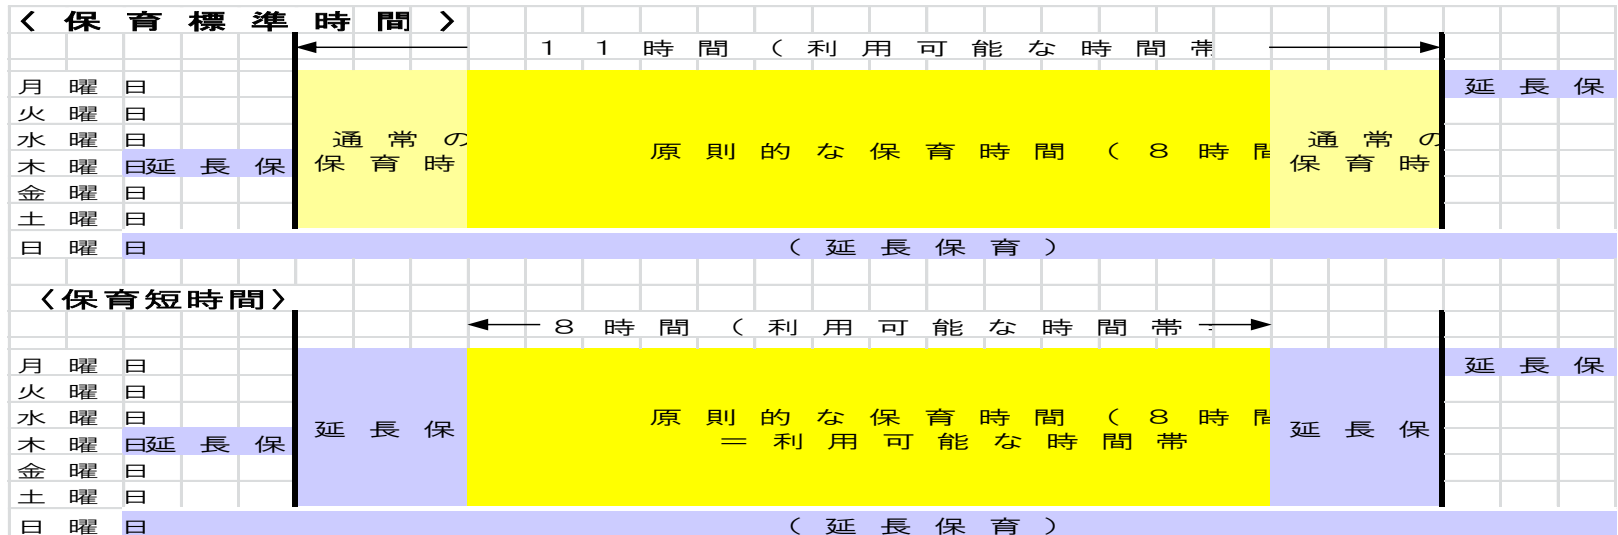 〈保育標準時間〉
11時間(利用可能な時間帯
月曜日 延長保
火曜日
水曜日 通常の 原則的な保育時間(8時間 通常の
木曜日 延長保 保育時 保育時
金曜日
土曜日
日曜日 (延長保育)
〈保育短時間〉
8時間(利用可能な時間帯
月曜日 延長保
火曜日
水曜日 延長保 原則的な保育時間(8時間 延長保
木曜日 延長保 =利用可能な時間帯
金曜日
土曜日
日曜日 (延長保育)